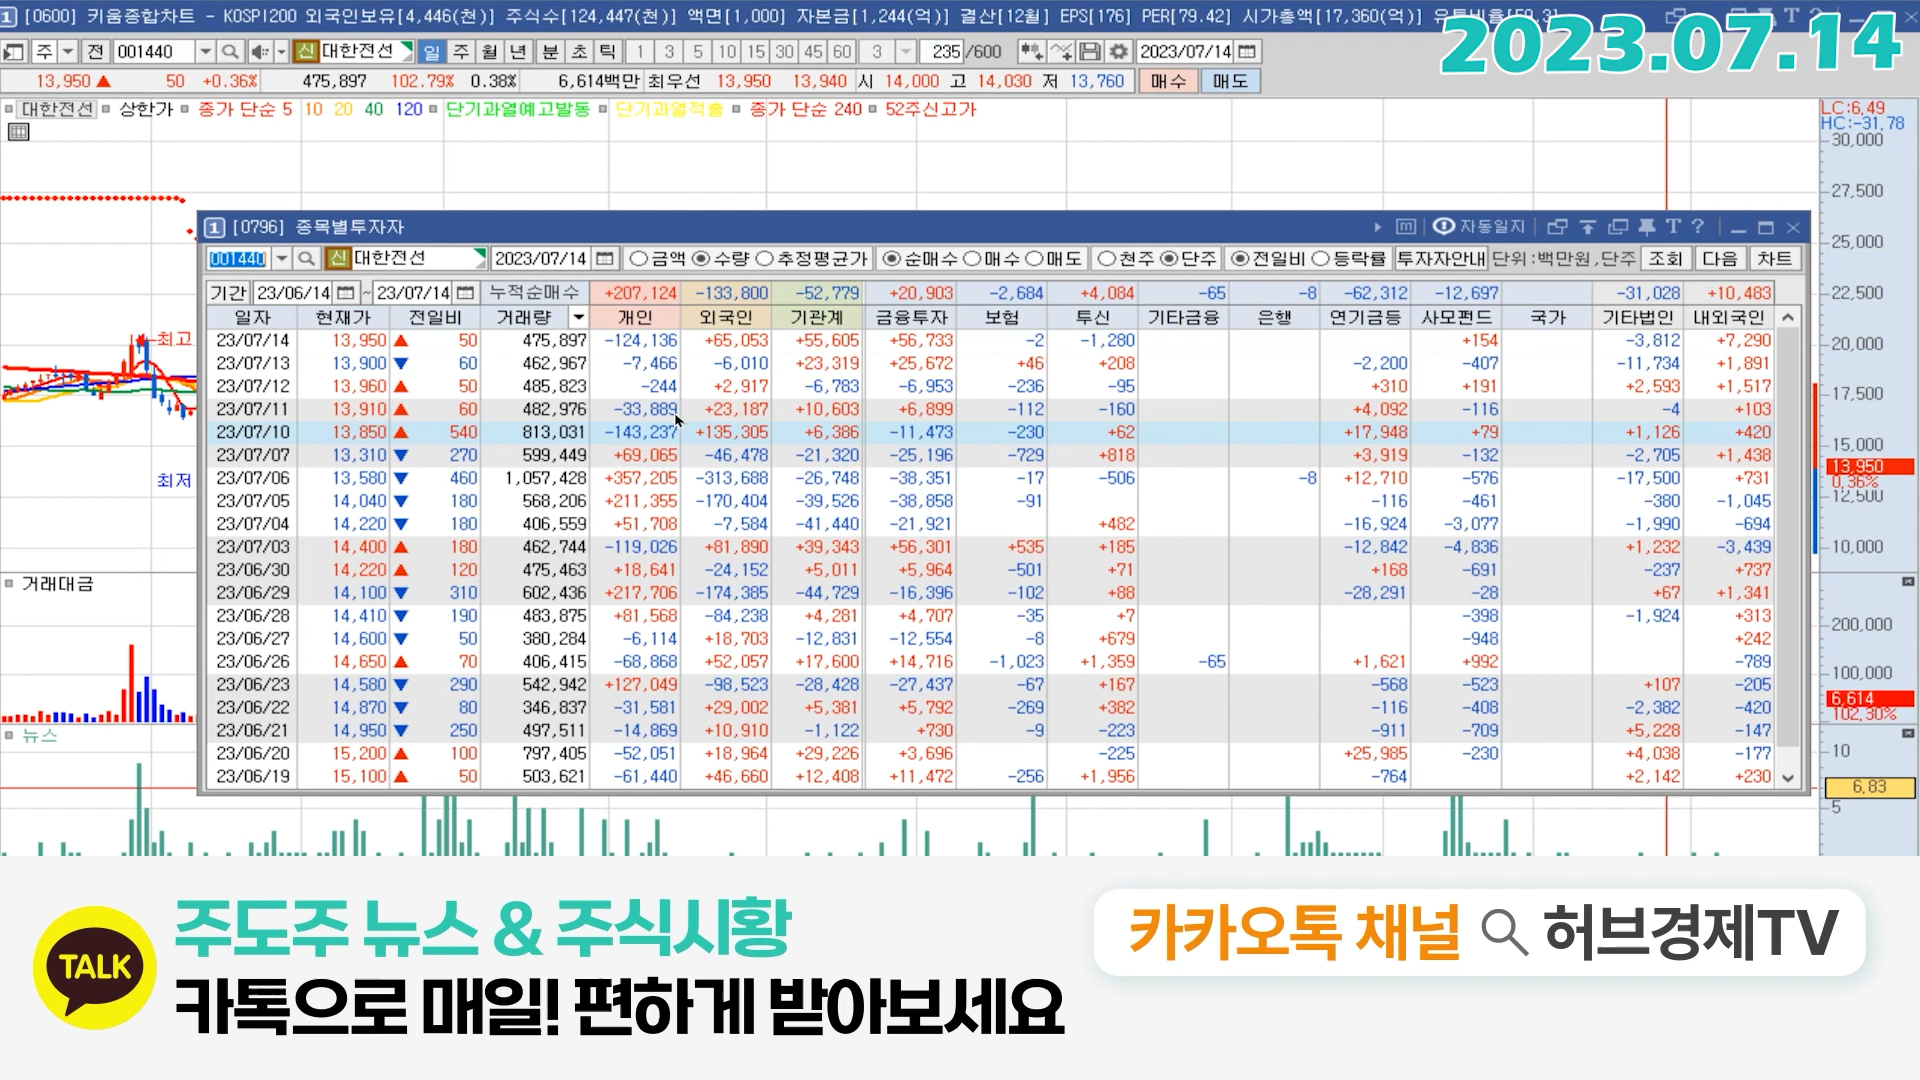 1 [0600] 키움종합차트 - KOSPI200 외국인보유[4,446(천)] 주식수[124,447(천)] 액면[1,000] 자본금[1,244(억)] 결산[12월] EPS[176] PER[79.42] 시가총액[17,360(억)]
2023.07.14
주 전 001440 신 대한전선 일 주 월 년 분 초 틱 1 3 5 10 15 30 45 60 3 235 /600 2023/07/14
13,950 ▲ 50 +0.36% 475,897 102.79% 0.38% 6,614백만 최우선 13,950 13,940 시 14,000 고 14,030 저 13,760 매수 매도
대한전선 상한가 종가 단순 5 10 20 40 120 단기과열예고발동 단기과열적출 종가 단순 240 52주신고가
LC:6.49
HC:-31.78
30,000
27,500
25,000
22,500
20,000
17,500
15,000
13,950
0.36%
12,500
10,000
최고
최저
1 [0796] 종목별투자자 자동일지 T ?
001440 신 대한전선 2023/07/14 금액 수량 추정평균가 순매수 매수 매도 천주 단주 전일비 등락률 투자자안내 단위:백만원,단주 조회 다음 차트
기간 23/06/14 ~ 23/07/14 누적순매수 +207,124 -133,800 -52,779 +20,903 -2,684 +4,084 -65 -8 -62,312 -12,697 -31,028 +10,483
일자 현재가 전일비 거래량 개인 외국인 기관계 금융투자 보험 투신 기타금융 은행 연기금등 사모펀드 국가 기타법인 내외국인
23/07/14 13,950 ▲ 50 475,897 -124,136 +65,053 +55,605 +56,733 -2 -1,280 +154 -3,812 +7,290
23/07/13 13,900 ▼ 60 462,967 -7,466 -6,010 +23,319 +25,672 +46 +208 -2,200 -407 -11,734 +1,891
23/07/12 13,960 ▲ 50 485,823 -244 +2,917 -6,783 -6,953 -236 -95 +310 +191 +2,593 +1,517
23/07/11 13,910 ▲ 60 482,976 -33,889 +23,187 +10,603 +6,899 -112 -160 +4,092 -116 -4 +103
23/07/10 13,850 ▲ 540 813,031 -143,237 +135,305 +6,386 -11,473 -230 +62 +17,948 +79 +1,126 +420
23/07/07 13,310 ▼ 270 599,449 +69,065 -46,478 -21,320 -25,196 -729 +818 +3,919 -132 -2,705 +1,438
23/07/06 13,580 ▼ 460 1,057,428 +357,205 -313,688 -26,748 -38,351 -17 -506 -8 +12,710 -576 -17,500 +731
23/07/05 14,040 ▼ 180 568,206 +211,355 -170,404 -39,526 -38,858 -91 -116 -461 -380 -1,045
23/07/04 14,220 ▼ 180 406,559 +51,708 -7,584 -41,440 -21,921 +482 -16,924 -3,077 -1,990 -694
23/07/03 14,400 ▲ 180 462,744 -119,026 +81,890 +39,343 +56,301 +535 +185 -12,842 -4,836 +1,232 -3,439
23/06/30 14,220 ▲ 120 475,463 +18,641 -24,152 +5,011 +5,964 -501 +71 +168 -691 -237 +737
23/06/29 14,100 ▼ 310 602,436 +217,706 -174,385 -44,729 -16,396 -102 +88 -28,291 -28 +67 +1,341
23/06/28 14,410 ▼ 190 483,875 +81,568 -84,238 +4,281 +4,707 -35 +7 -398 -1,924 +313
23/06/27 14,600 ▼ 50 380,284 -6,114 +18,703 -12,831 -12,554 -8 +679 -948 +242
23/06/26 14,650 ▲ 70 406,415 -68,868 +52,057 +17,600 +14,716 -1,023 +1,359 -65 +1,621 +992 -789
23/06/23 14,580 ▼ 290 542,942 +127,049 -98,523 -28,428 -27,437 -67 +167 -568 -523 +107 -205
23/06/22 14,870 ▼ 80 346,837 -31,581 +29,002 +5,381 +5,792 -269 +382 -116 -408 -2,382 -420
23/06/21 14,950 ▼ 250 497,511 -14,869 +10,910 -1,122 +730 -9 -223 -911 -709 +5,228 -147
23/06/20 15,200 ▲ 100 797,405 -52,051 +18,964 +29,226 +3,696 -225 +25,985 -230 +4,038 -177
23/06/19 15,100 ▲ 50 503,621 -61,440 +46,660 +12,408 +11,472 -256 +1,956 -764 +2,142 +230
거래대금
200,000
100,000
6,614
102.30%
뉴스
10
6.83
5
TALK
주도주 뉴스 & 주식시황
카톡으로 매일! 편하게 받아보세요
카카오톡 채널 허브경제TV